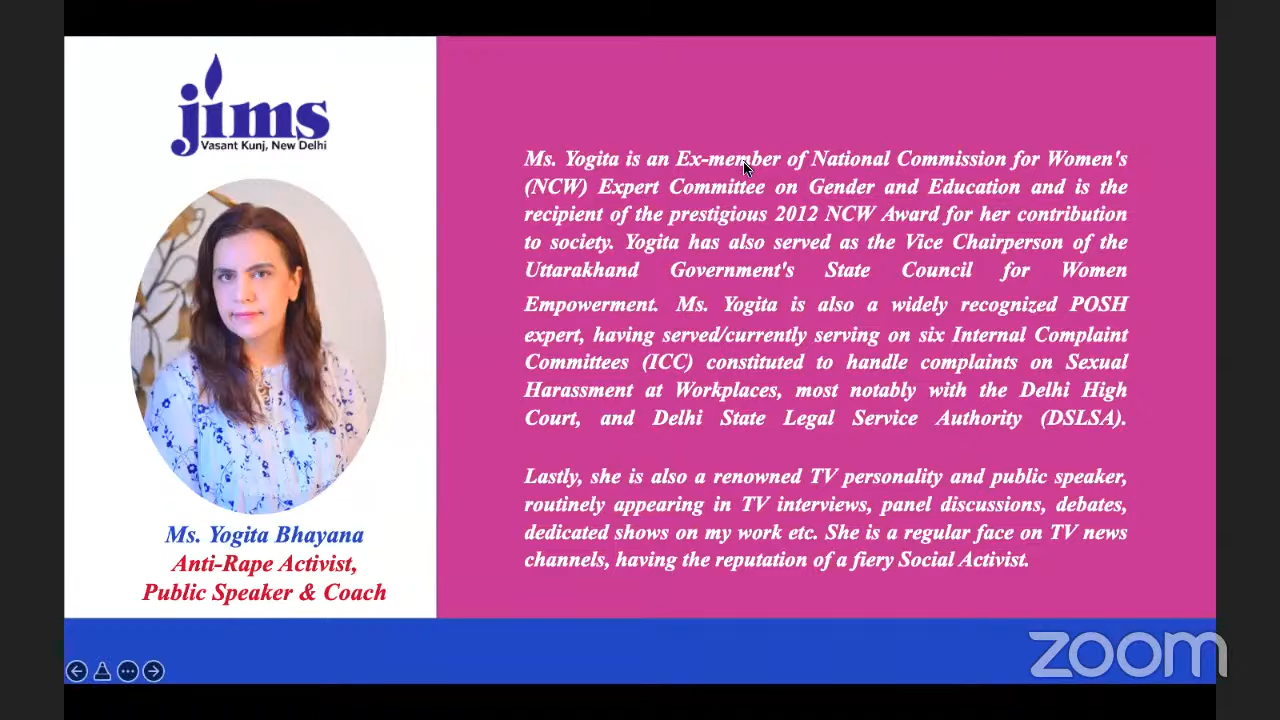 jims
Vasant Kunj, New Delhi
Ms. Yogita Bhayana
Anti-Rape Activist,
Public Speaker & Coach
Ms. Yogita is an Ex-member of National Commission for Women's
(NCW) Expert Committee on Gender and Education and is the
recipient of the prestigious 2012 NCW Award for her contribution
to society. Yogita has also served as the Vice Chairperson of the
Uttarakhand Government's State Council for Women
Empowerment. Ms. Yogita is also a widely recognized POSH
expert, having served/currently serving on six Internal Complaint
Committees (ICC) constituted to handle complaints on Sexual
Harassment at Workplaces, most notably with the Delhi High
Court, and Delhi State Legal Service Authority (DSLSA).
Lastly, she is also a renowned TV personality and public speaker,
routinely appearing in TV interviews, panel discussions, debates,
dedicated shows on my work etc. She is a regular face on TV news
channels, having the reputation of a fiery Social Activist.
zoom